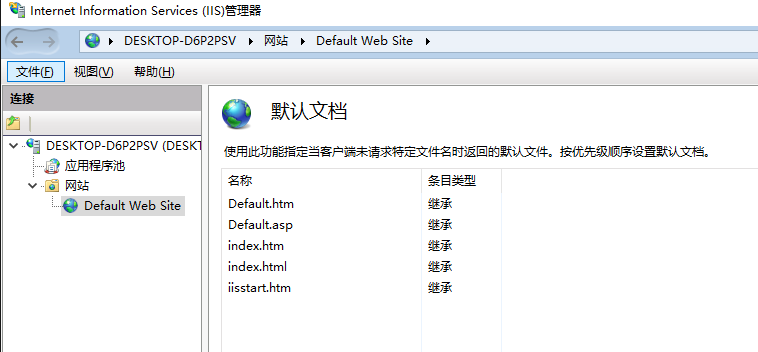 Internet Information Services (IIS)管理器
DESKTOP-D6P2PSV 网站 Default Web Site
文件(F) 视图(V) 帮助(H)
连接
DESKTOP-D6P2PSV (DESKT
应用程序池
网站
Default Web Site
默认文档
使用此功能指定当客户端未请求特定文件名时返回的默认文件。按优先级顺序设置默认文档。
名称 条目类型
Default.htm 继承
Default.asp 继承
index.htm 继承
index.html 继承
iisstart.htm 继承